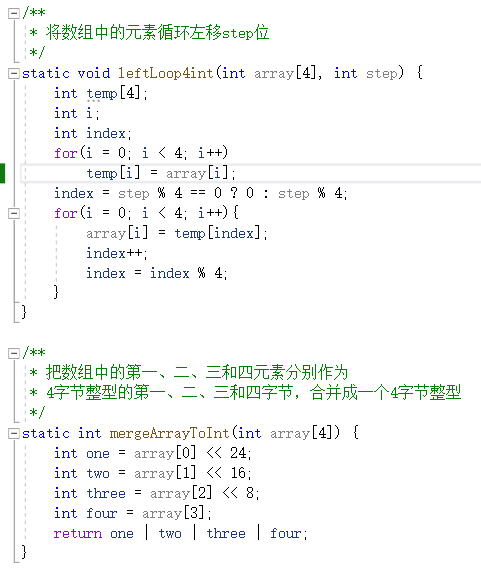 /**
 * 将数组中的元素循环左移step位
 */
static void leftLoop4int(int array[4], int step) {
    int temp[4];
    int i;
    int index;
    for(i = 0; i < 4; i++)
        temp[i] = array[i];
    index = step % 4 == 0 ? 0 : step % 4;
    for(i = 0; i < 4; i++){
        array[i] = temp[index];
        index++;
        index = index % 4;
    }
}
/**
 * 把数组中的第一、二、三和四元素分别作为
 * 4字节整型的第一、二、三和四字节，合并成一个4字节整型
 */
static int mergeArrayToInt(int array[4]) {
    int one = array[0] << 24;
    int two = array[1] << 16;
    int three = array[2] << 8;
    int four = array[3];
    return one | two | three | four;
}